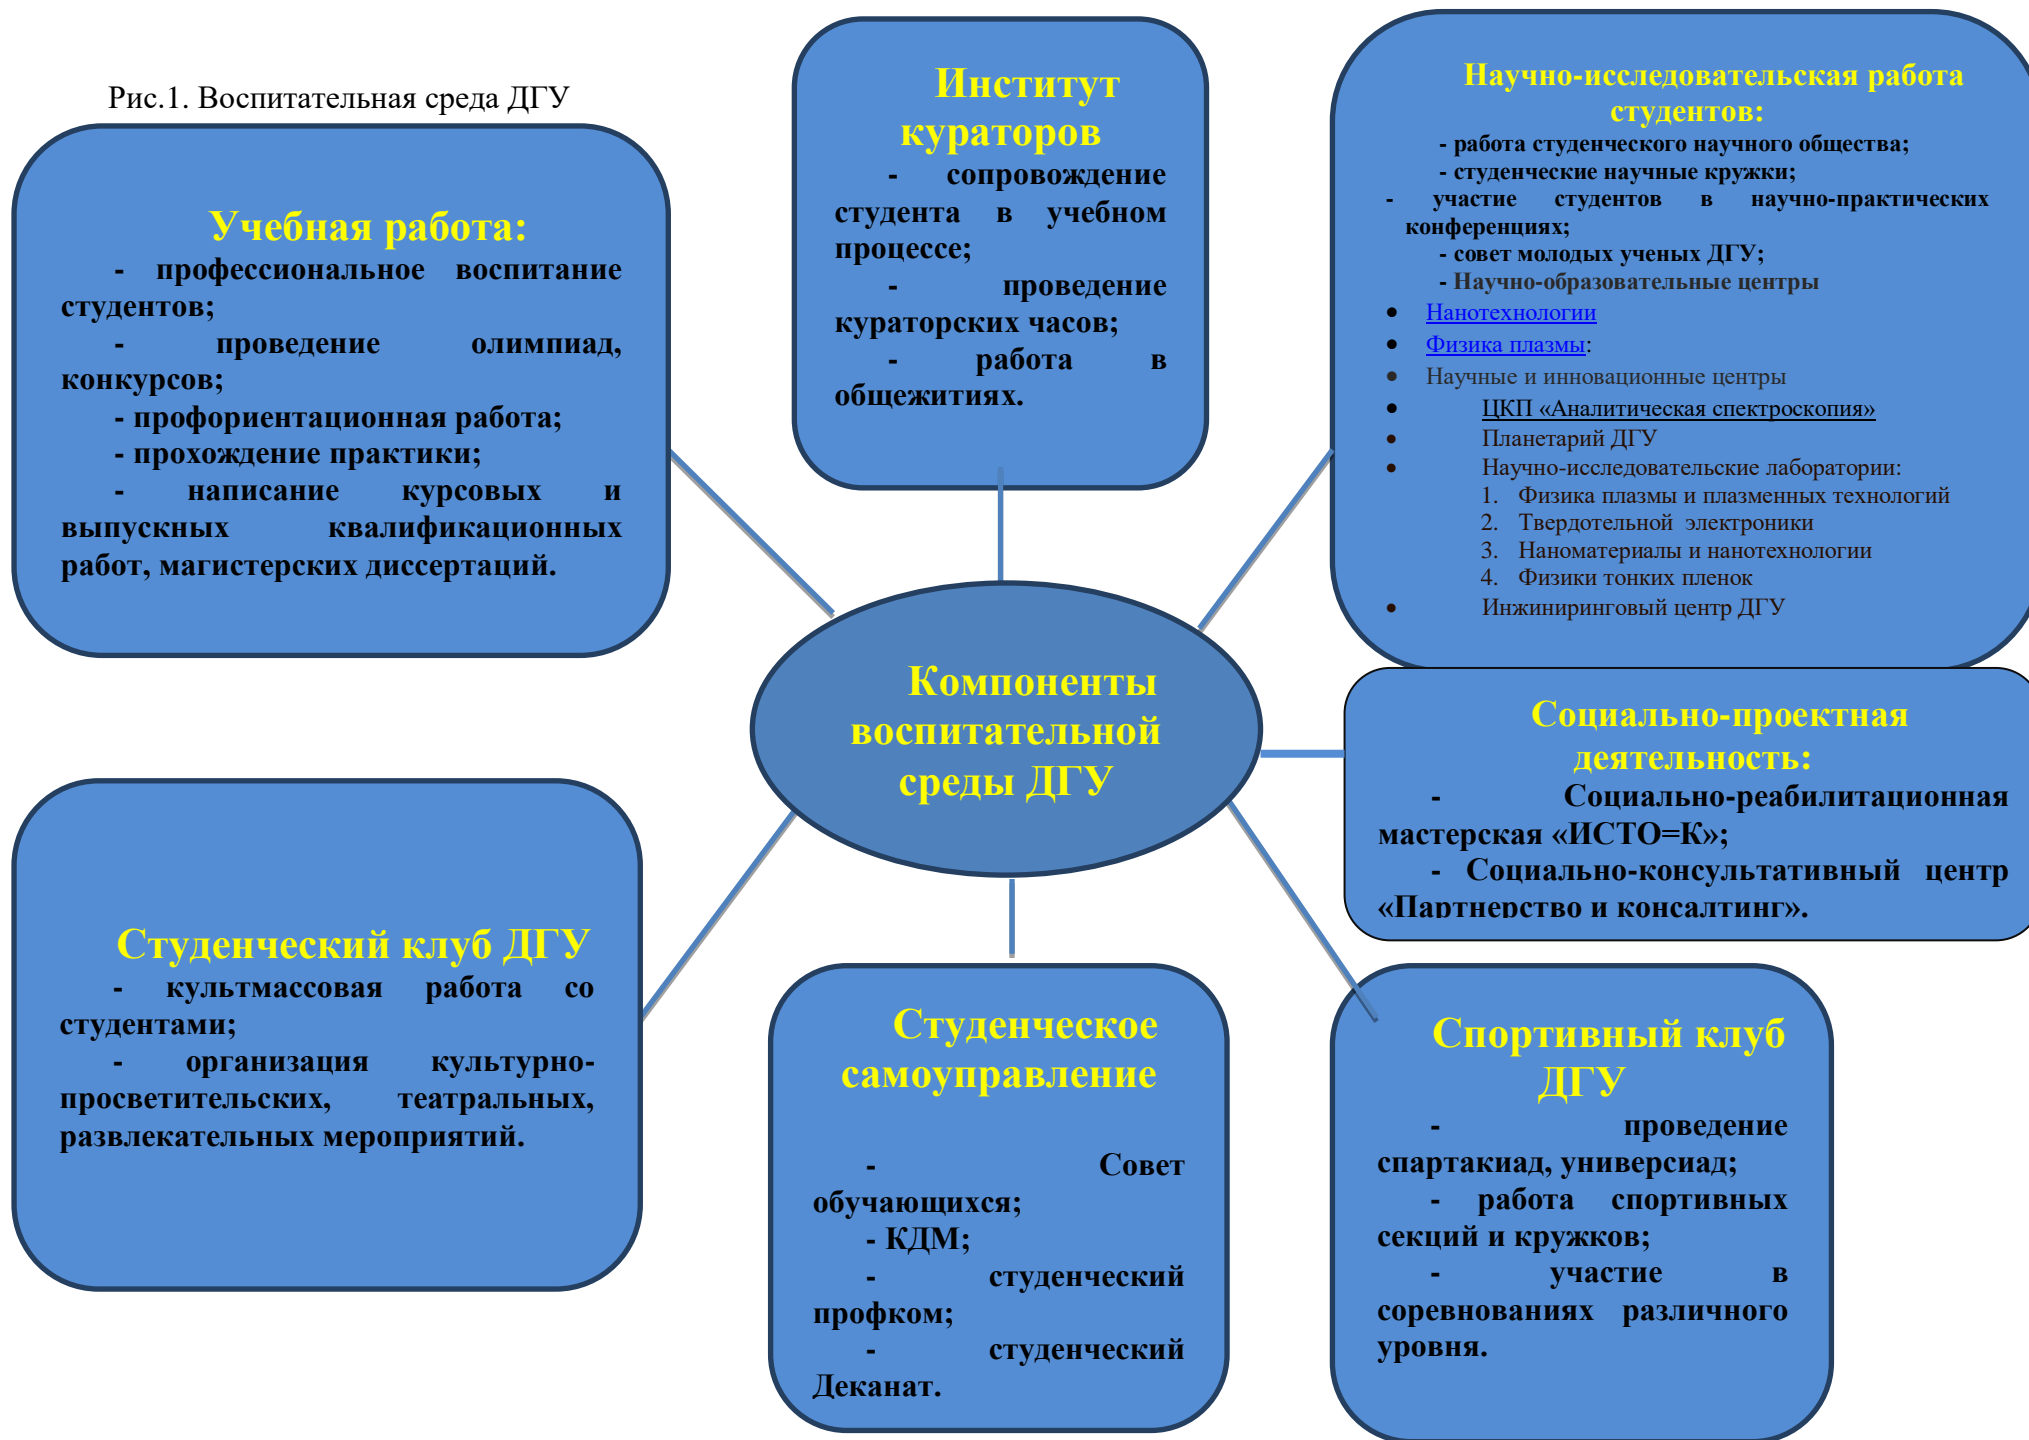 Рис.1. Воспитательная среда ДГУ
Учебная работа:
- профессиональное воспитание
студентов;
- проведение олимпиад,
конкурсов;
- профориентационная работа;
- прохождение практики;
- написание курсовых и
выпускных квалификационных
работ, магистерских диссертаций.
Институт
кураторов
- сопровождение
студента в учебном
процессе;
- проведение
кураторских часов;
- работа в
общежитиях.
Научно-исследовательская работа
студентов:
- работа студенческого научного общества;
- студенческие научные кружки;
- участие студентов в научно-практических
конференциях;
- совет молодых ученых ДГУ;
- Научно-образовательные центры
• Нанотехнологии
• Физика плазмы:
• Научные и инновационные центры
• ЦКП «Аналитическая спектроскопия»
• Планетарий ДГУ
• Научно-исследовательские лаборатории:
1. Физика плазмы и плазменных технологий
2. Твердотельной электроники
3. Наноматериалы и нанотехнологии
4. Физики тонких пленок
• Инжиниринговый центр ДГУ
Компоненты
воспитательной
среды ДГУ
Социально-проектная
деятельность:
- Социально-реабилитационная
мастерская «ИСТО=К»;
- Социально-консультативный центр
«Партнерство и консалтинг».
Студенческий клуб ДГУ
- культмассовая работа со
студентами;
- организация культурно-
просветительских, театральных,
развлекательных мероприятий.
Студенческое
самоуправление
- Совет
обучающихся;
- КДМ;
- студенческий
профком;
- студенческий
Деканат.
Спортивный клуб
ДГУ
- проведение
спартакиад, универсиад;
- работа спортивных
секций и кружков;
- участие в
соревнованиях различного
уровня.